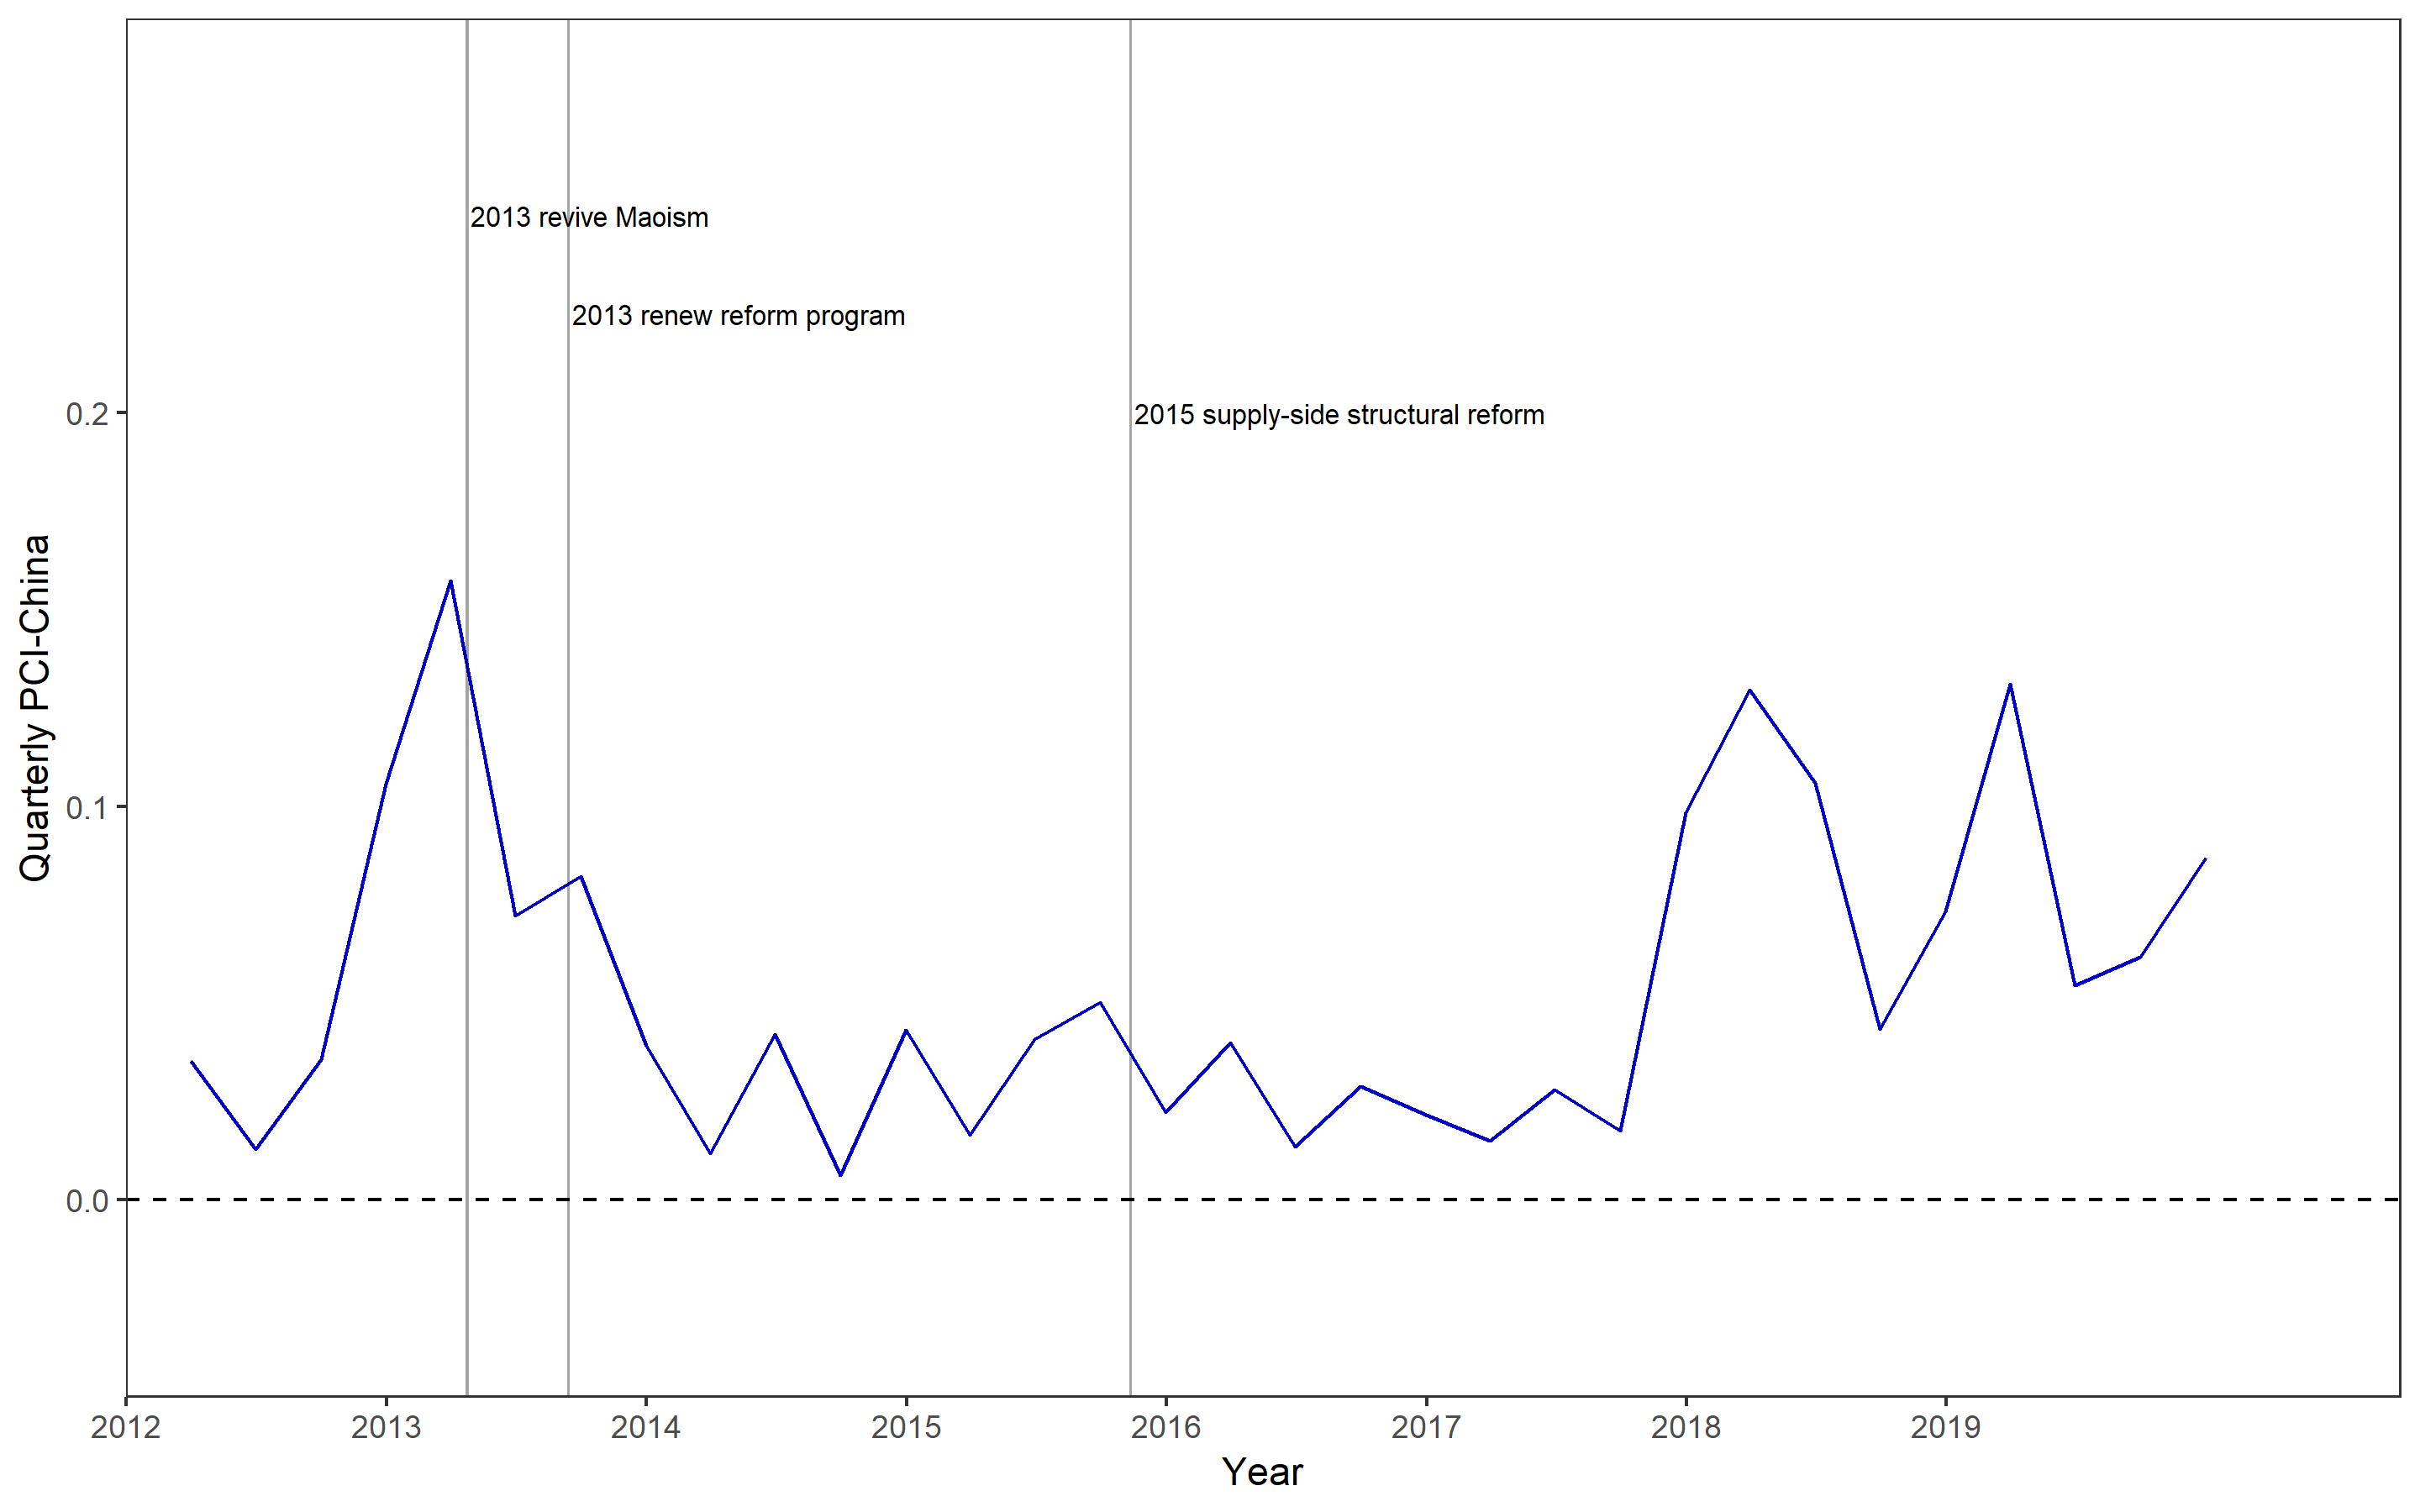 2013 revive Maoism
2013 renew reform program
2015 supply-side structural reform
Quarterly PCI-China
0.2
0.1
0.0
2012 2013 2014 2015 2016 2017 2018 2019
Year